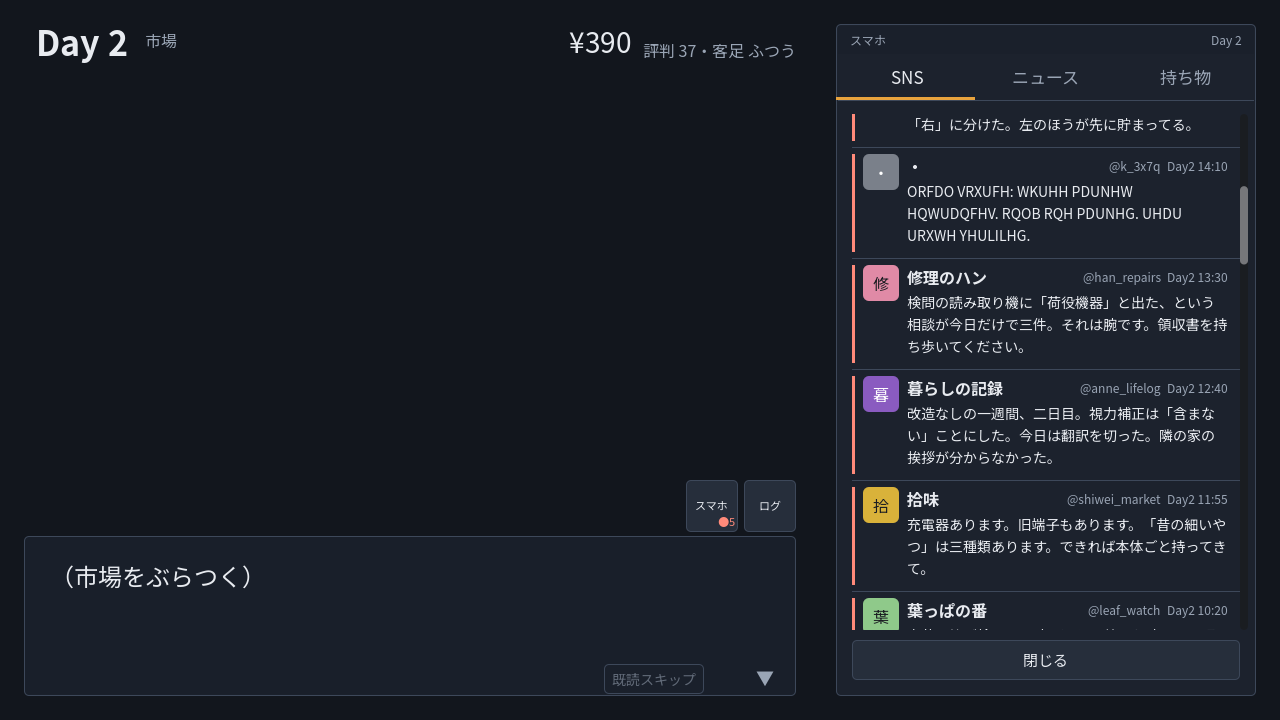 Day 2 市場
¥390 評判 37・客足 ふつう
スマホ
5
ログ
（市場をぶらつく）
既読スキップ
▼
スマホ Day 2
SNS ニュース 持ち物
「右」に分けた。左のほうが先に貯まってる。
・
・ @k_3x7q Day2 14:10
ORFDO VRXUFH: WKUHH PDUNHW
HQWUDQFHV. RQOB RQH PDUNHG. UHDU
URXWH YHULILHG.
修
修理のハン @han_repairs Day2 13:30
検問の読み取り機に「荷役機器」と出た、という
相談が今日だけで三件。それは腕です。領収書を持
ち歩いてください。
暮
暮らしの記録 @anne_lifelog Day2 12:40
改造なしの一週間、二日目。視力補正は「含まな
い」ことにした。今日は翻訳を切った。隣の家の
挨拶が分からなかった。
拾
拾味 @shiwei_market Day2 11:55
充電器あります。旧端子もあります。「昔の細いや
つ」は三種類あります。できれば本体ごと持ってき
て。
葉
葉っぱの番 @leaf_watch Day2 10:20
閉じる